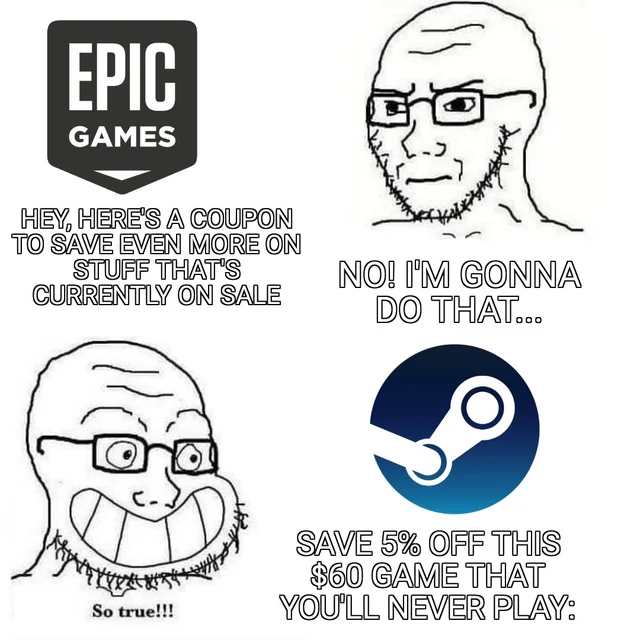 EPIC
GAMES
HEY, HERE'S A COUPON
TO SAVE EVEN MORE ON
STUFF THAT'S
CURRENTLY ON SALE
NO! I'M GONNA
DO THAT...
So true!!!
SAVE 5% OFF THIS
$60 GAME THAT
YOU'LL NEVER PLAY: